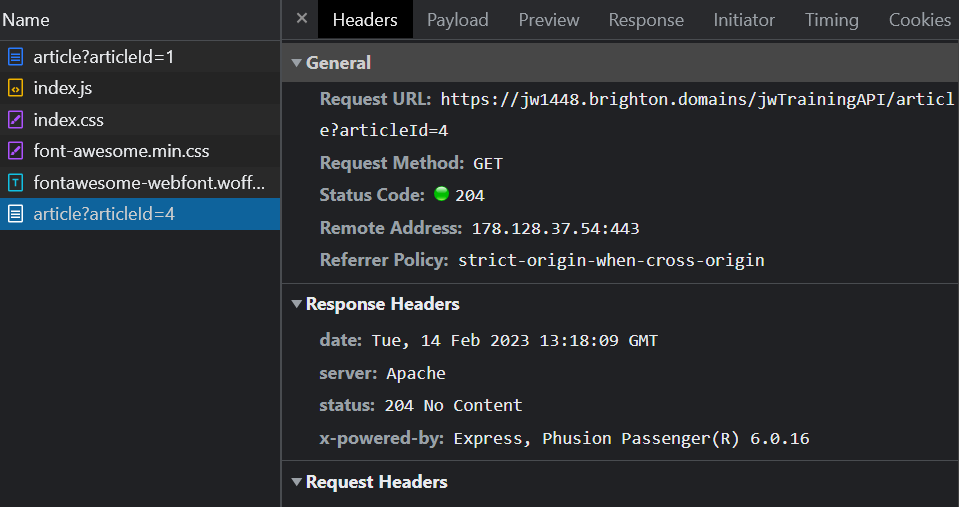 Name
article?articleId=1
index.js
index.css
font-awesome.min.css
fontawesome-webfont.woff...
article?articleId=4
× Headers Payload Preview Response Initiator Timing Cookies
General
Request URL: https://jw1448.brighton.domains/jwTrainingAPI/articl
e?articleId=4
Request Method: GET
Status Code: 204
Remote Address: 178.128.37.54:443
Referrer Policy: strict-origin-when-cross-origin
Response Headers
date: Tue, 14 Feb 2023 13:18:09 GMT
server: Apache
status: 204 No Content
x-powered-by: Express, Phusion Passenger(R) 6.0.16
Request Headers